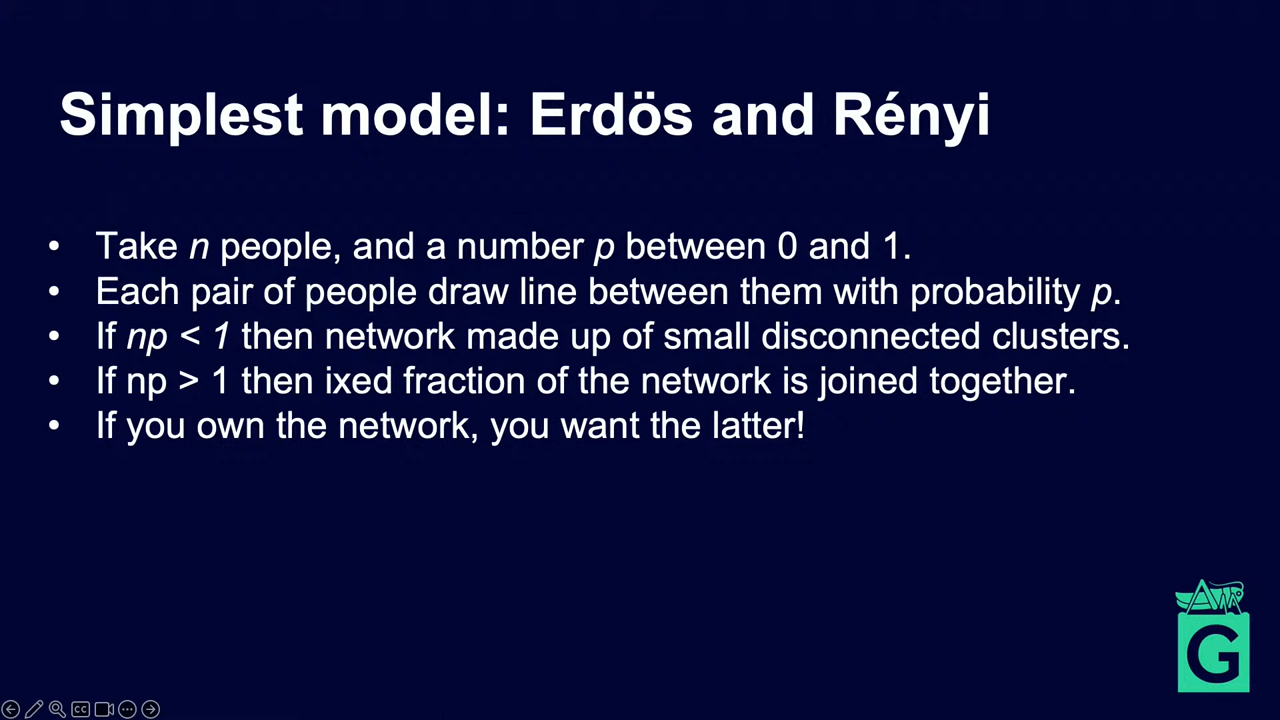 Simplest model: Erdös and Rényi
• Take n people, and a number p between 0 and 1.
• Each pair of people draw line between them with probability p.
• If np < 1 then network made up of small disconnected clusters.
• If np > 1 then ixed fraction of the network is joined together.
• If you own the network, you want the latter!
G
CC